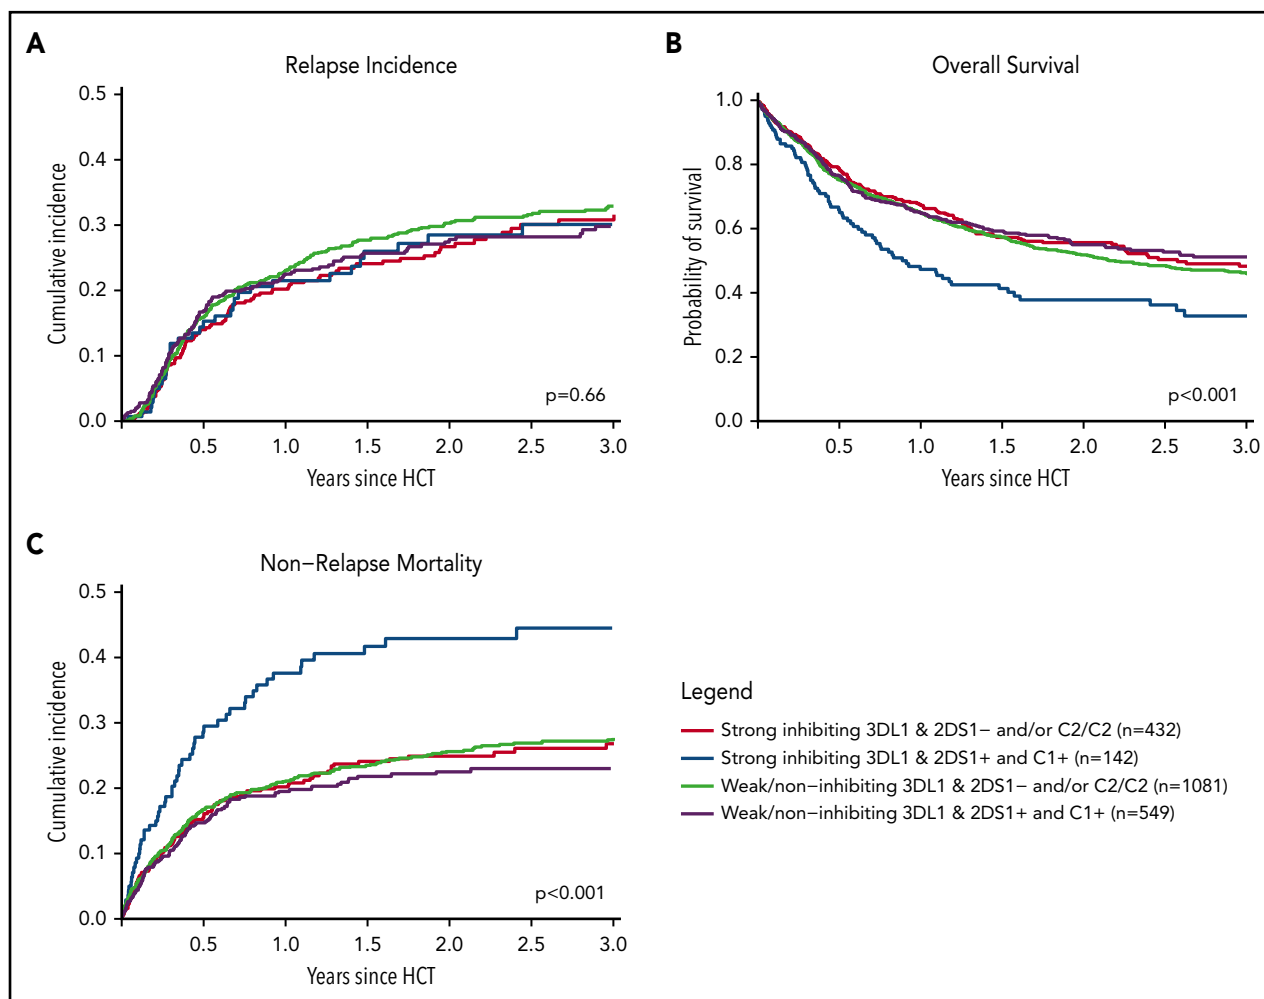 A
Relapse Incidence
Cumulative incidence
0.5
0.4
0.3
0.2
0.1
0.0
p=0.66
0.5 1.0 1.5 2.0 2.5 3.0
Years since HCT
B
Overall Survival
Probability of survival
1.0
0.8
0.6
0.4
0.2
0.0
p<0.001
0.5 1.0 1.5 2.0 2.5 3.0
Years since HCT
C
Non−Relapse Mortality
Cumulative incidence
0.5
0.4
0.3
0.2
0.1
0.0
p<0.001
0.5 1.0 1.5 2.0 2.5 3.0
Years since HCT
Legend
Strong inhibiting 3DL1 & 2DS1− and/or C2/C2 (n=432)
Strong inhibiting 3DL1 & 2DS1+ and C1+ (n=142)
Weak/non−inhibiting 3DL1 & 2DS1− and/or C2/C2 (n=1081)
Weak/non−inhibiting 3DL1 & 2DS1+ and C1+ (n=549)